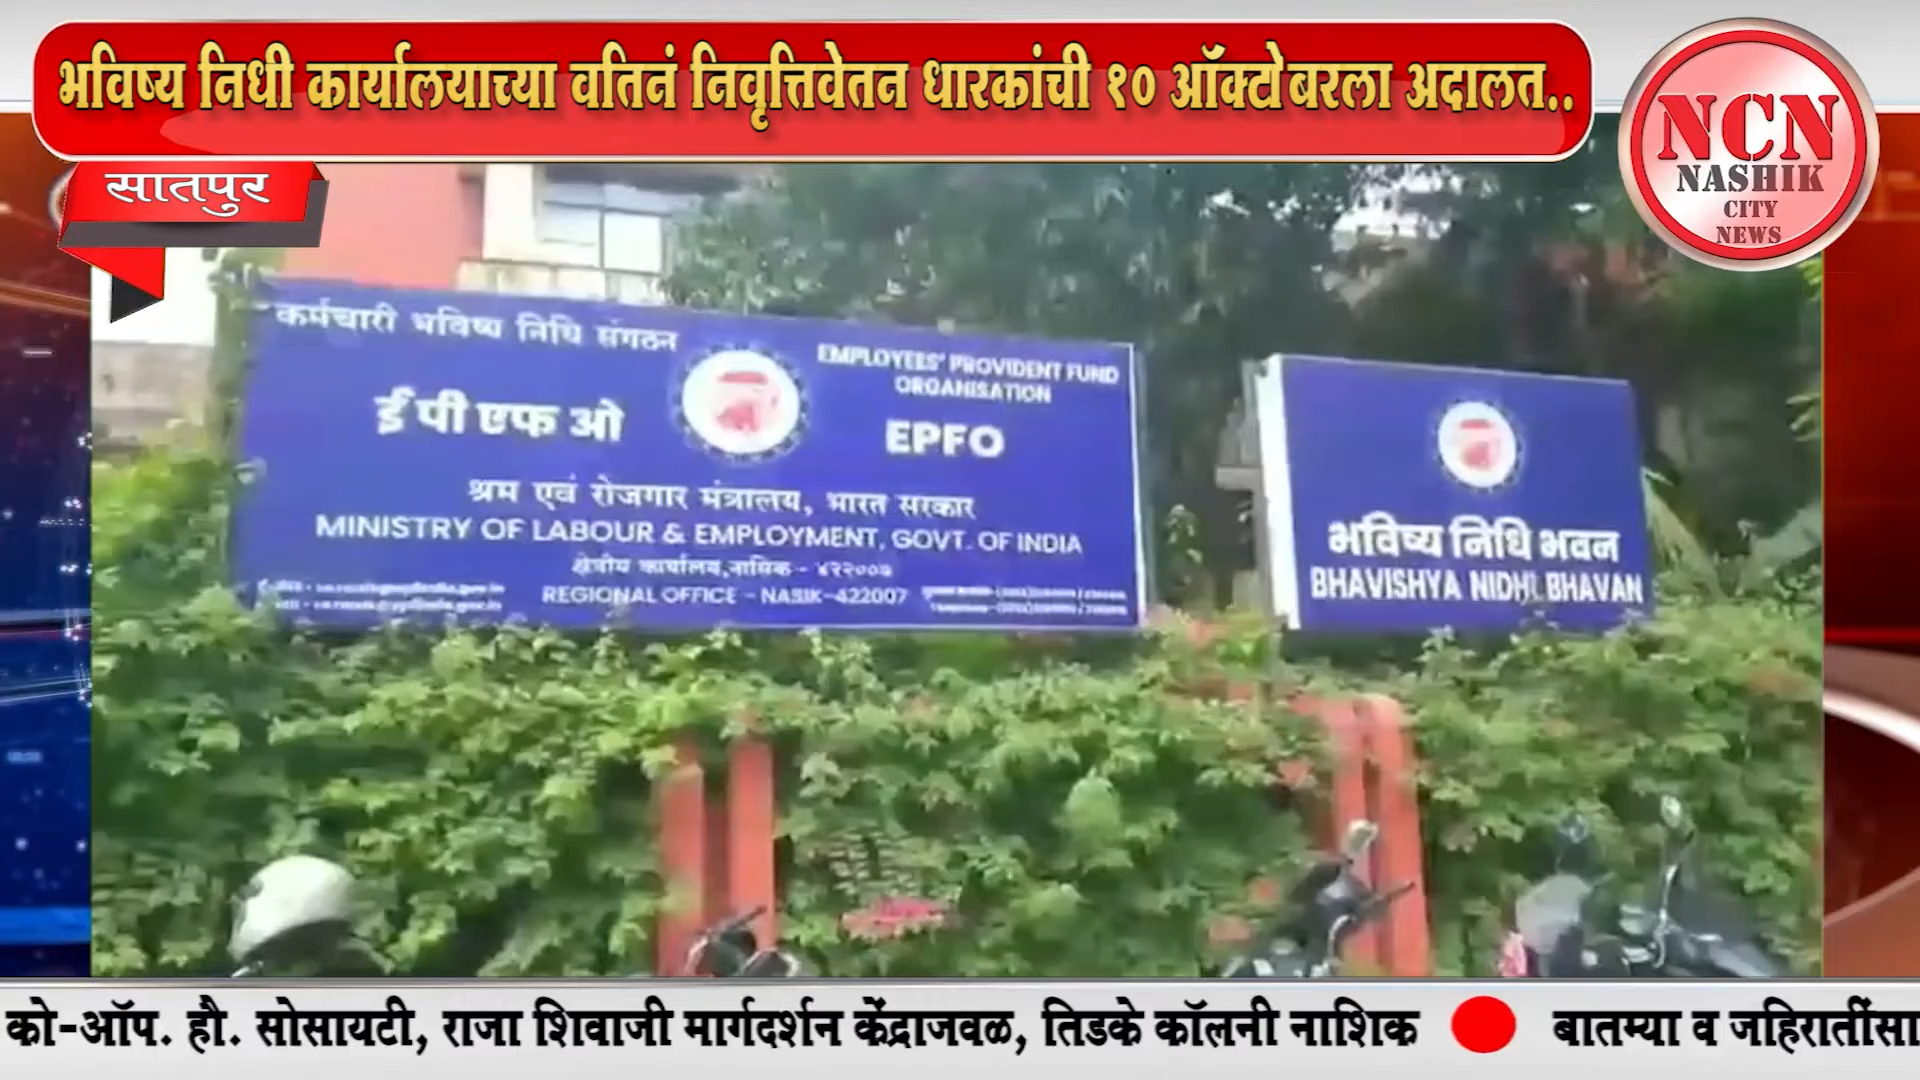 भविष्य निधी कार्यालयाच्या वतिनं निवृत्तिवेतन धारकांची १० ऑक्टोबरला अदालत..
NCN
NASHIK
CITY
NEWS
सातपुर
कर्मचारी भविष्य निधि संगठन
EMPLOYEES' PROVIDENT FUND
ORGANISATION
ई पी एफ ओ
EPFO
श्रम एवं रोजगार मंत्रालय, भारत सरकार
MINISTRY OF LABOUR & EMPLOYMENT, GOVT. OF INDIA
क्षेत्रीय कार्यालय, नासिक - ४२२००७
REGIONAL OFFICE - NASIK-422007
भविष्य निधि भवन
BHAVISHYA NIDHI BHAVAN
को-ऑप. हौ. सोसायटी, राजा शिवाजी मार्गदर्शन केंद्राजवळ, तिडके कॉलनी नाशिक
बातम्या व जहिरातींसा